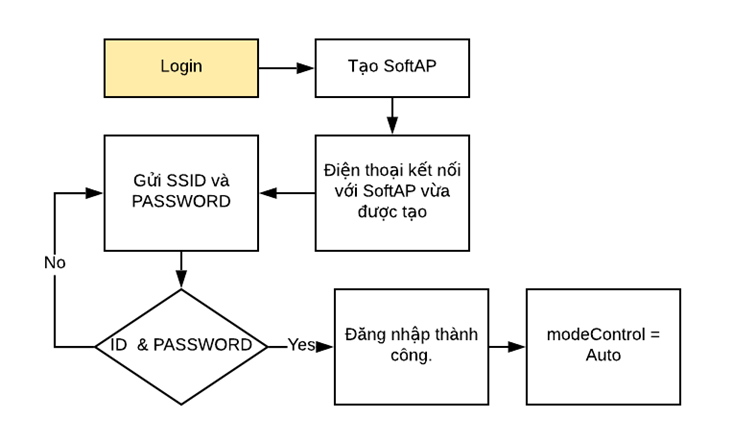 Login
Tạo SoftAP
Điện thoại kết nối
với SoftAP vừa
được tạo
Gửi SSID và
PASSWORD
No
ID & PASSWORD
Yes
Đăng nhập thành
công.
modeControl =
Auto